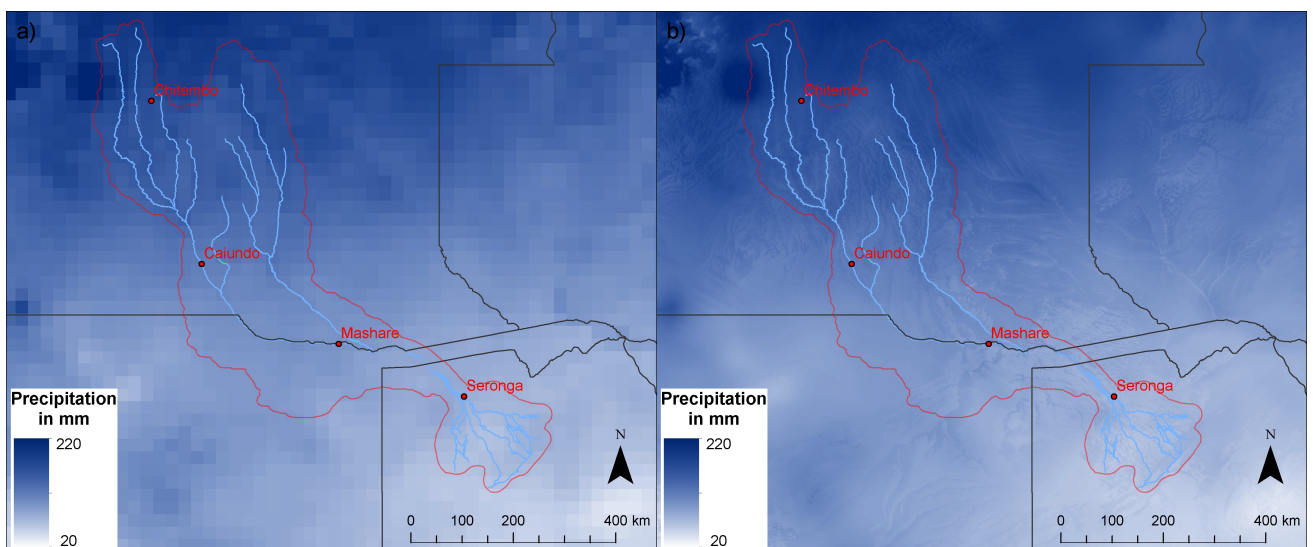 a)
Chitembo
Caiundo
Mashare
Seronga
Precipitation
in mm
220
20
N
0 100 200 400 km
b)
Chitembo
Caiundo
Mashare
Seronga
Precipitation
in mm
220
20
N
0 100 200 400 km